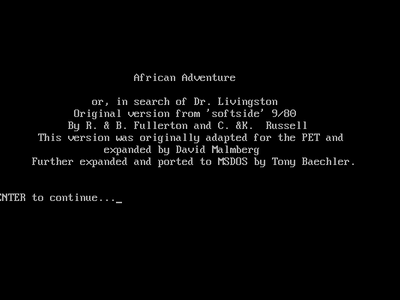 African Adventure
or, in search of Dr. Livingston
Original version from 'softside' 9/80
By R. & B. Fullerton and C. &K. Russell
This version was originally adapted for the PET and
expanded by David Malmberg
Further expanded and ported to MSDOS by Tony Baechler.
ENTER to continue..._